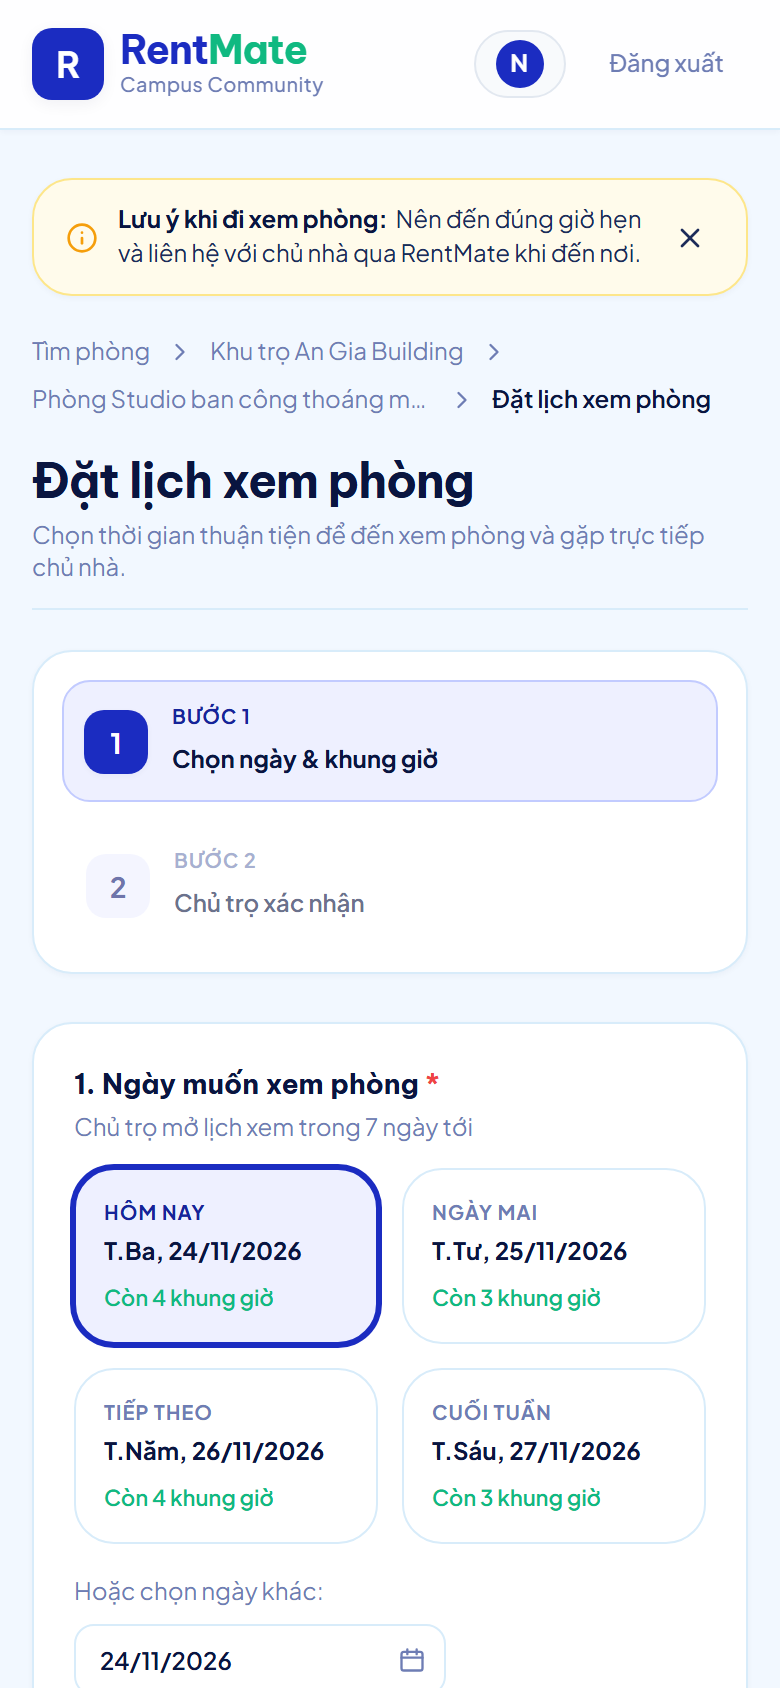 R
RentMate
Campus Community
N
Đăng xuất
Lưu ý khi đi xem phòng: Nên đến đúng giờ hẹn
và liên hệ với chủ nhà qua RentMate khi đến nơi.
Tìm phòng > Khu trọ An Gia Building >
Phòng Studio ban công thoáng m... > Đặt lịch xem phòng
Đặt lịch xem phòng
Chọn thời gian thuận tiện để đến xem phòng và gặp trực tiếp
chủ nhà.
1
BƯỚC 1
Chọn ngày & khung giờ
2
BƯỚC 2
Chủ trọ xác nhận
1. Ngày muốn xem phòng *
Chủ trọ mở lịch xem trong 7 ngày tới
HÔM NAY
T.Ba, 24/11/2026
Còn 4 khung giờ
NGÀY MAI
T.Tư, 25/11/2026
Còn 3 khung giờ
TIẾP THEO
T.Năm, 26/11/2026
Còn 4 khung giờ
CUỐI TUẦN
T.Sáu, 27/11/2026
Còn 3 khung giờ
Hoặc chọn ngày khác:
24/11/2026